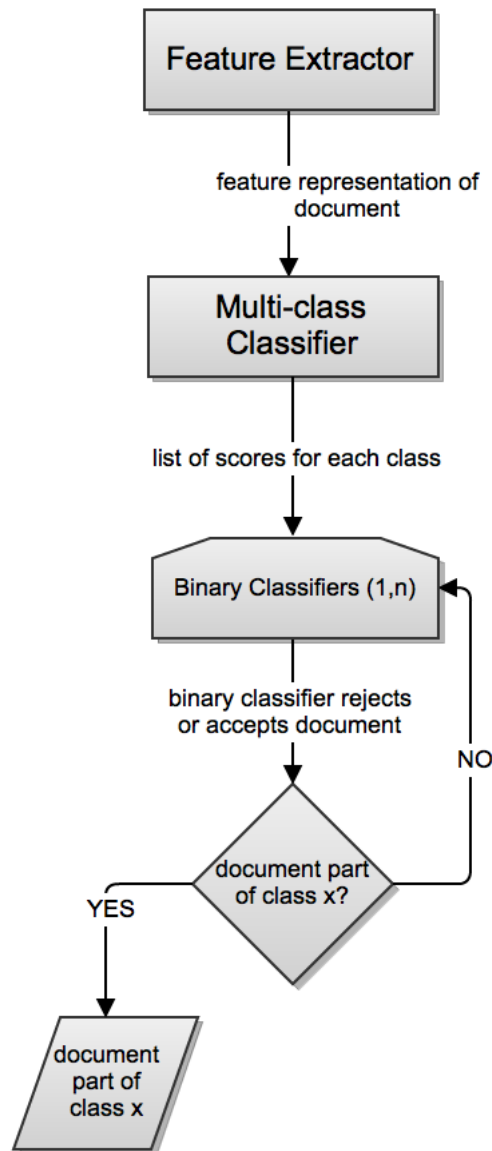 Feature Extractor
feature representation of
document
Multi-class
Classifier
list of scores for each class
Binary Classifiers (1,n)
binary classifier rejects
or accepts document
NO
document part
of class x?
YES
document
part of
class x